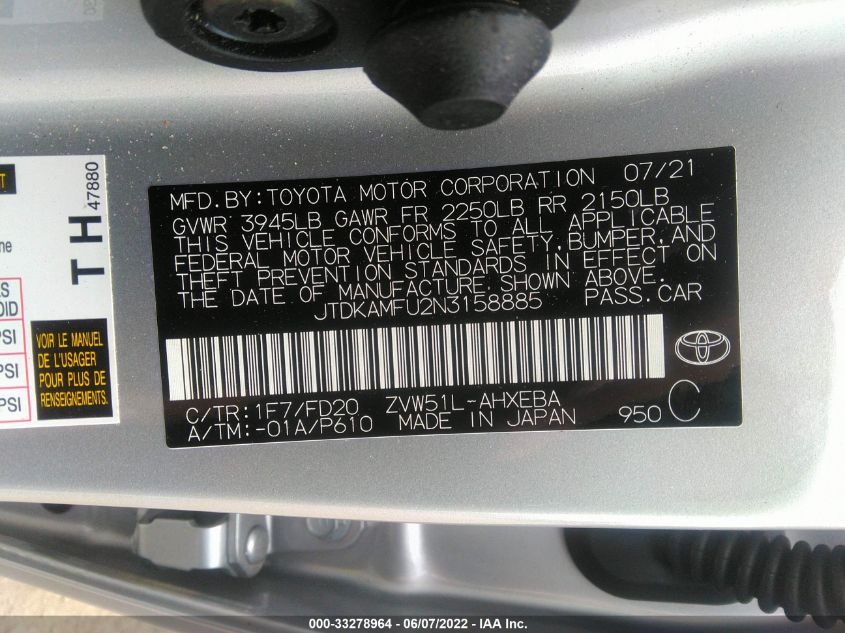 MFD.BY:TOYOTA MOTOR CORPORATION 07/21
GVWR 3945LB GAWR FR 2250LB RR 2150LB
THIS VEHICLE CONFORMS TO ALL APPLICABLE
FEDERAL MOTOR VEHICLE SAFETY,BUMPER,AND
THEFT PREVENTION STANDARDS IN EFFECT ON
THE DATE OF MANUFACTURE SHOWN ABOVE.
JTDKAMFU2N3158885 PASS.CAR
C/TR:1F7/FD20 ZVW51L-AHXEBA
A/TM:-01A/P610 MADE IN JAPAN 950 C
TH
47880
PSI
PSI
PSI
VOIR LE MANUEL
DE L'USAGER
POUR PLUS DE
RENSEIGNEMENTS.
000-33278964 - 06/07/2022 - IAA Inc.